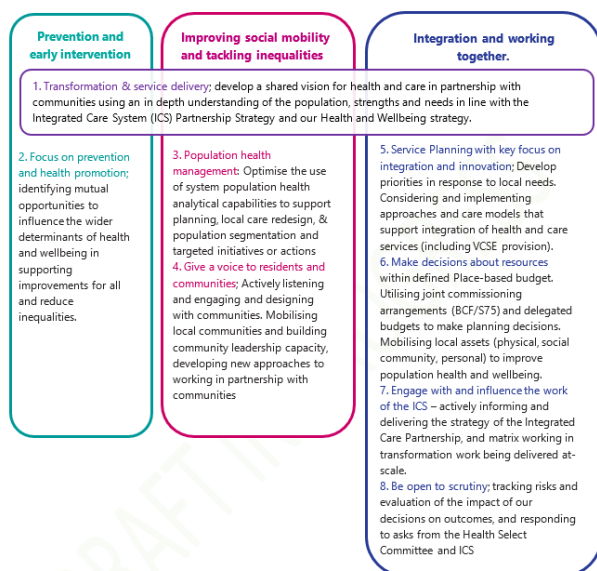 Prevention and
early intervention
Improving social mobility
and tackling inequalities
Integration and working
together.
1. Transformation & service delivery; develop a shared vision for health and care in partnership with
communities using an in depth understanding of the population, strengths and needs in line with the
Integrated Care System (ICS) Partnership Strategy and our Health and Wellbeing strategy.
2. Focus on prevention
and health promotion;
identifying mutual
opportunities to
influence the wider
determinants of health
and wellbeing in
supporting
improvements for all
and reduce
inequalities.
3. Population health
management: Optimise the use
of system population health
analytical capabilities to support
planning, local care redesign, &
population segmentation and
targeted initiatives or actions
4. Give a voice to residents and
communities; Actively listening
and engaging and designing
with communities. Mobilising
local communities and building
community leadership capacity,
developing new approaches to
working in partnership with
communities
5. Service Planning with key focus on
integration and innovation; Develop
priorities in response to local needs.
Considering and implementing
approaches and care models that
support integration of health and care
services (including VCSE provision).
6. Make decisions about resources
within defined Place-based budget.
Utilising joint commissioning
arrangements (BCF/S75) and delegated
budgets to make planning decisions.
Mobilising local assets (physical, social
community, personal) to improve
population health and wellbeing.
7. Engage with and influence the work
of the ICS – actively informing and
delivering the strategy of the Integrated
Care Partnership, and matrix working in
transformation work being delivered at-
scale.
8. Be open to scrutiny; tracking risks and
evaluation of the impact of our
decisions on outcomes, and responding
to asks from the Health Select
Committee and ICS